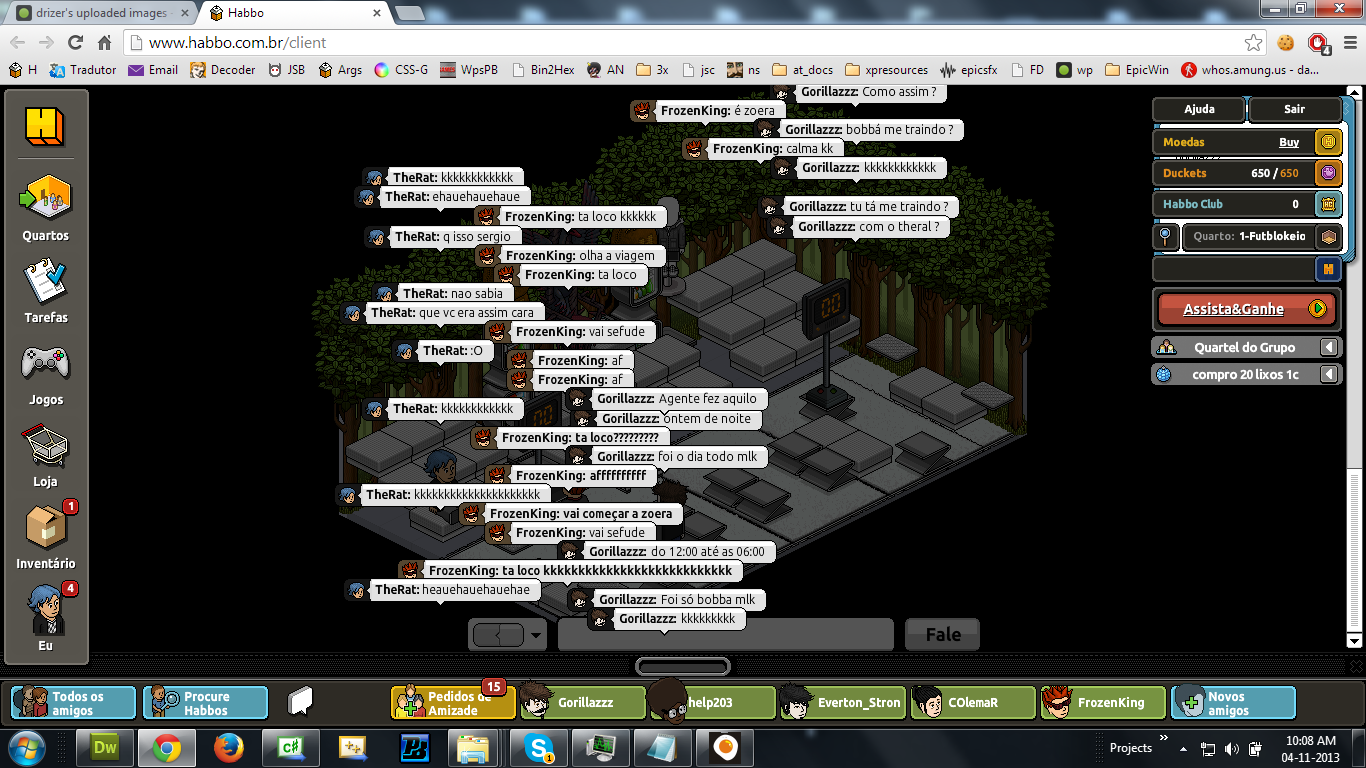 drizer's uploaded images -
Habbo
www.habbo.com.br/client
4
H
Tradutor
Email
Decoder
JSB
Args
CSS-G
WpsPB
Bin2Hex
AN
3x
jsc
ns
at_docs
xpresources
epicsfx
FD
wp
EpicWin
whos.amung.us - da...
Quartos
Tarefas
Jogos
Loja
1
Inventário
4
Eu
Gorillazzz: Como assim ?
FrozenKing: é zoera
Gorillazzz: bobbá me traindo ?
FrozenKing: calma kk
Gorillazzz: kkkkkkkkkkkk
TheRat: kkkkkkkkkkkk
TheRat: ehauehauehaue
Gorillazzz: tu tá me traindo ?
FrozenKing: ta loco kkkkkk
Gorillazzz: com o theral ?
TheRat: q isso sergio
FrozenKing: olha a viagem
FrozenKing: ta loco
TheRat: nao sabia
TheRat: que vc era assim cara
FrozenKing: vai sefude
TheRat: :O
FrozenKing: af
FrozenKing: af
Gorillazzz: Agente fez aquilo
TheRat: kkkkkkkkkkkk
Gorillazzz: ontem de noite
FrozenKing: ta loco?????????
Gorillazzz: foi o dia todo mlk
FrozenKing: affffffffff
TheRat: kkkkkkkkkkkkkkkkkkkkk
FrozenKing: vai começar a zoera
FrozenKing: vai sefude
Gorillazzz: do 12:00 até as 06:00
FrozenKing: ta loco kkkkkkkkkkkkkkkkkkkkkkkkkk
TheRat: heauehauehauehae
Gorillazzz: Foi só bobba mlk
Gorillazzz: kkkkkkkkk
00
00
Fale
Ajuda
Sair
Moedas
Buy
Duckets
650 / 650
Habbo Club
0
Quarto: 1-Futblokeio
Assista&Ganhe
Quartel do Grupo
compro 20 lixos 1c
Todos os amigos
Procure Habbos
15
Pedidos de Amizade
Gorillazzz
help203
Everton_Stron
COlemaR
FrozenKing
Novos amigos
Dw
c#
1
Projects
10:08 AM
04-11-2013